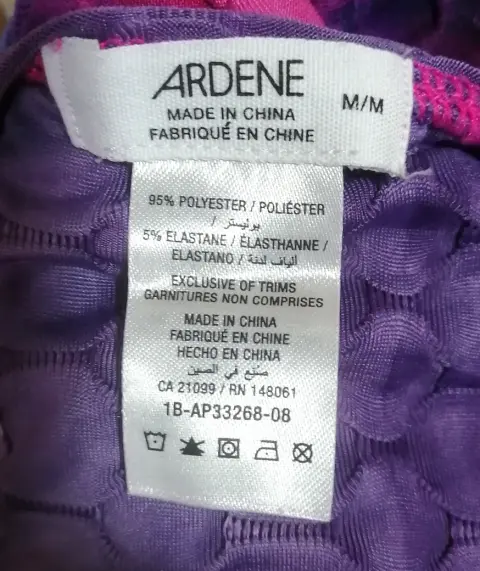 ARDENE
M/M
MADE IN CHINA
FABRIQUÉ EN CHINE
95% POLYESTER / POLIÉSTER
/ بوليستر
5% ELASTANE / ÉLASTHANNE /
ELASTANO / ألياف لدنة
EXCLUSIVE OF TRIMS
GARNITURES NON COMPRISES
MADE IN CHINA
FABRIQUÉ EN CHINE
HECHO EN CHINA
صنع في الصين
CA 21099 / RN 148061
1B-AP33268-08